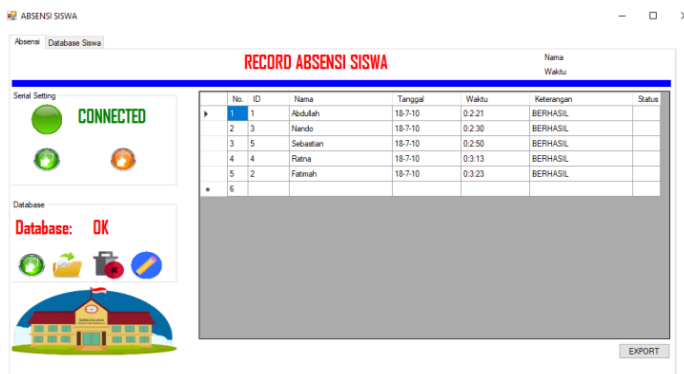 ABSENSI SISWA
Absensi Database Siswa
RECORD ABSENSI SISWA
Nama
Waktu
Serial Setting
CONNECTED
No. ID Nama Tanggal Waktu Keterangan Status
1 1 Abdullah 18-7-10 0:2:21 BERHASIL
2 3 Nando 18-7-10 0:2:30 BERHASIL
3 5 Sebastian 18-7-10 0:2:50 BERHASIL
4 4 Ratna 18-7-10 0:3:13 BERHASIL
5 2 Fatimah 18-7-10 0:3:23 BERHASIL
6
Database
Database: OK
SEKOLAH
EXPORT